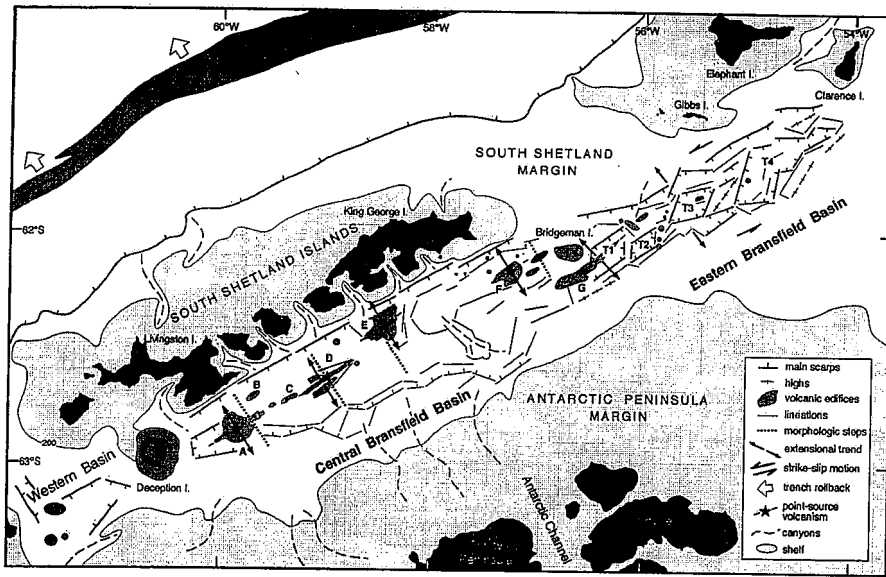 60°W
58°W
56°W
54°W
Elephant I.
Clarence I.
Gibbs I.
SOUTH SHETLAND
MARGIN
King George I.
62°S
Bridgeman I.
T4
T3
T1
T2
SOUTH SHETLAND ISLANDS
Eastern Bransfield Basin
F
G
E
Livingston I.
D
B
C
A
Central Bransfield Basin
ANTARCTIC PENINSULA
MARGIN
200
63°S
Western Basin
Deception I.
Antarctic Channel
main scarps
highs
volcanic edifices
lineations
morphologic steps
extensional trend
strike-slip motion
trench rollback
point-source
volcanism
canyons
shelf